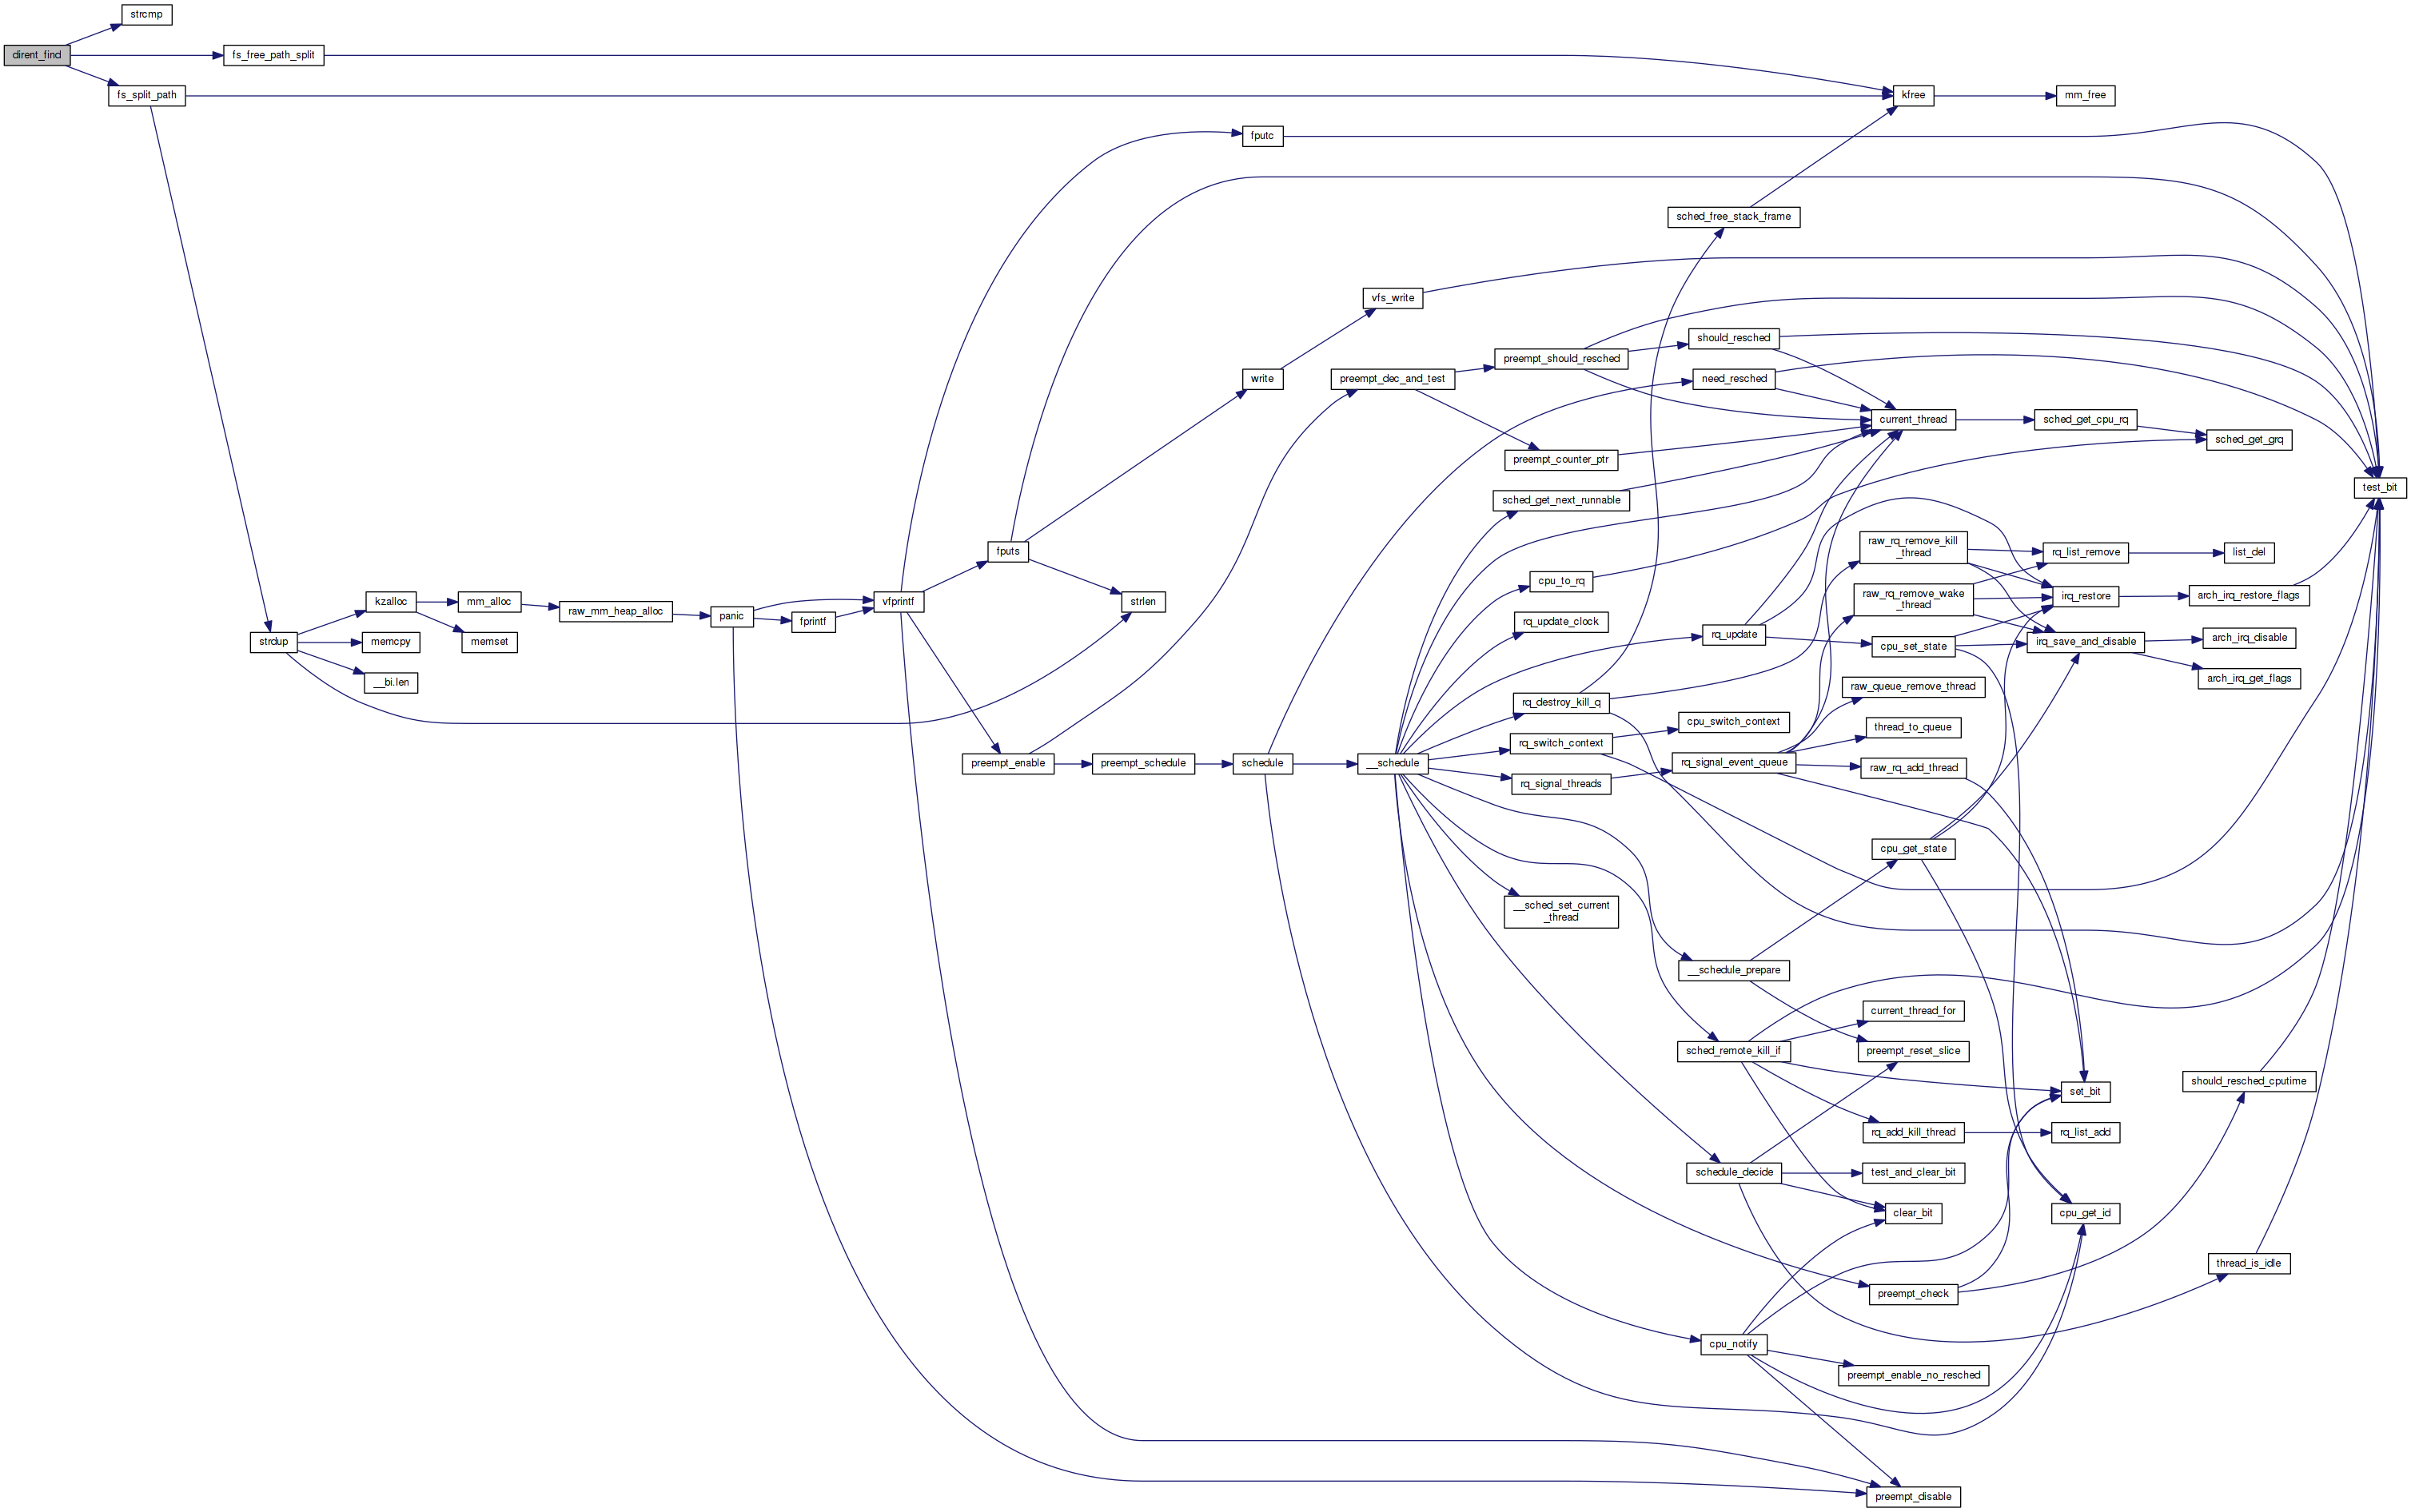 strcmp
dirent_find
fs_free_path_split
fs_split_path
kfree
mm_free
fputc
sched_free_stack_frame
vfs_write
should_resched
preempt_should_resched
write
preempt_dec_and_test
need_resched
current_thread
sched_get_cpu_rq
sched_get_grq
preempt_counter_ptr
test_bit
sched_get_next_runnable
raw_rq_remove_kill
_thread
fputs
rq_list_remove
list_del
cpu_to_rq
raw_rq_remove_wake
_thread
irq_restore
arch_irq_restore_flags
kzalloc
mm_alloc
raw_mm_heap_alloc
panic
vfprintf
strlen
fprintf
rq_update_clock
strdup
memcpy
memset
rq_update
cpu_set_state
irq_save_and_disable
arch_irq_disable
__bi.len
arch_irq_get_flags
raw_queue_remove_thread
rq_destroy_kill_q
cpu_switch_context
thread_to_queue
rq_switch_context
preempt_enable
preempt_schedule
schedule
__schedule
rq_signal_event_queue
raw_rq_add_thread
rq_signal_threads
cpu_get_state
__sched_set_current
_thread
__schedule_prepare
current_thread_for
sched_remote_kill_if
preempt_reset_slice
should_resched_cputime
set_bit
rq_add_kill_thread
rq_list_add
schedule_decide
test_and_clear_bit
clear_bit
cpu_get_id
thread_is_idle
preempt_check
cpu_notify
preempt_enable_no_resched
preempt_disable